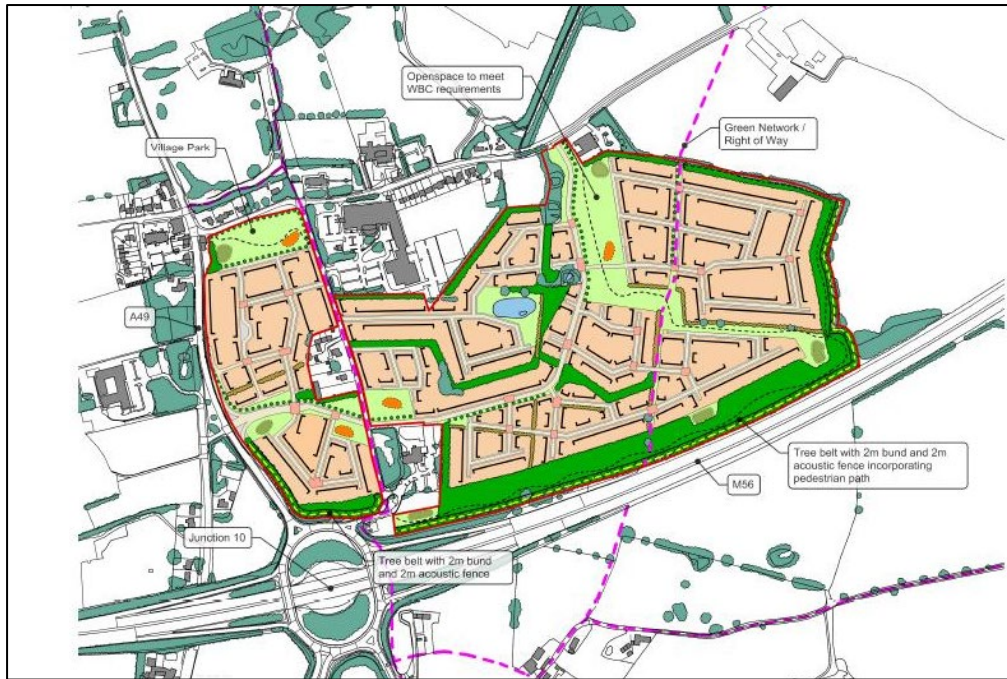 Openspace to meet
WBC requirements
Green Network /
Right of Way
Village Park
A49
Tree belt with 2m bund and 2m
acoustic fence incorporating
pedestrian path
M56
Junction 10
Tree belt with 2m bund
and 2m acoustic fence